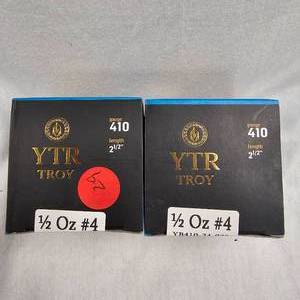 gauge
410
length
2 1/2"
YTR
TROY
½ Oz #4
gauge
410
length
2 1/2"
YTR
TROY
½ Oz #4